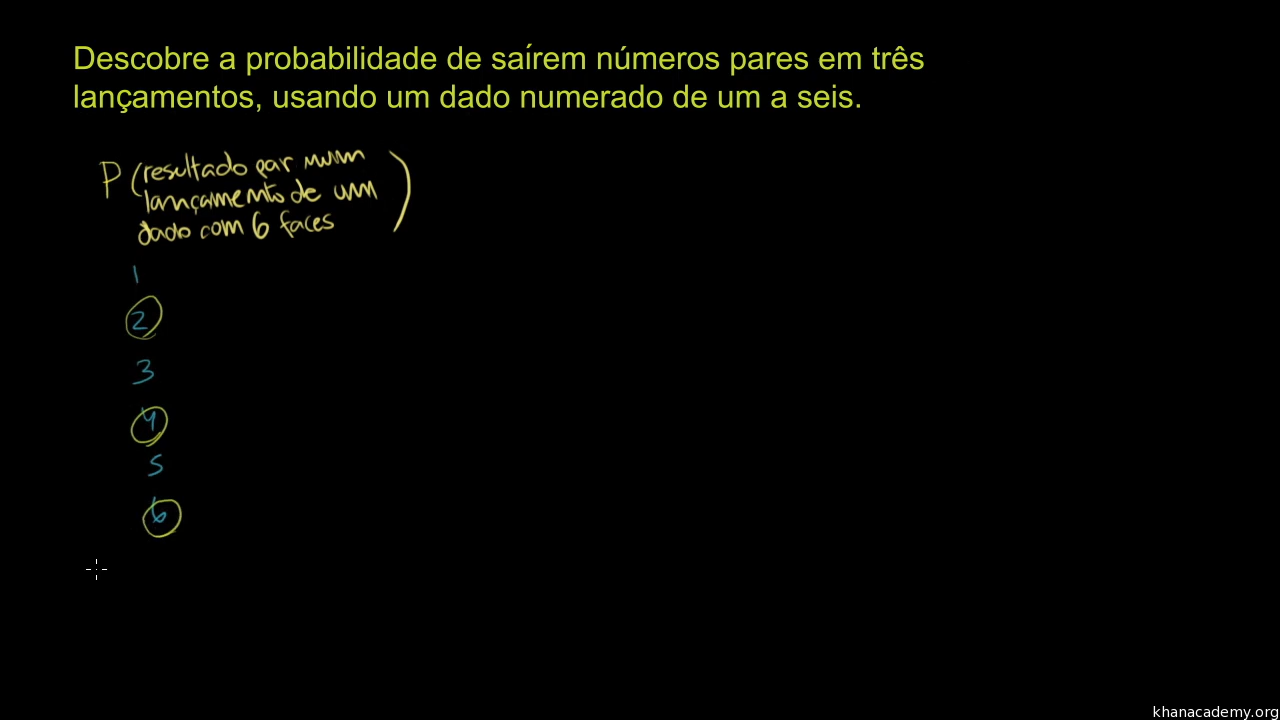 Descobre a probabilidade de saírem números pares em três
lançamentos, usando um dado numerado de um a seis.
P (resultado par num
lançamento de um
dado com 6 faces)
1
2
3
4
5
6
khanacademy.org